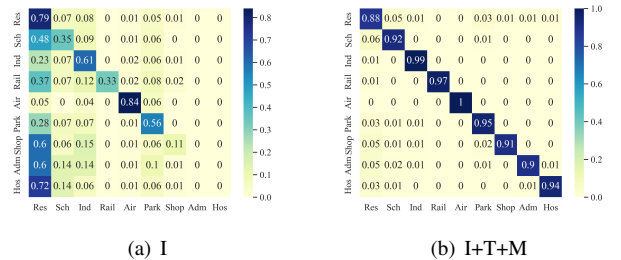 Res 0.79 0.07 0.08 0 0.01 0.05 0.01 0 0
Sch 0.48 0.35 0.09 0 0.01 0.06 0.01 0 0
Ind 0.23 0.07 0.61 0 0.01 0.06 0.01 0 0
Rail 0.37 0.07 0.12 0.33 0.02 0.08 0.02 0 0
Air 0.05 0 0.04 0 0.84 0.06 0 0 0
Park 0.28 0.07 0.07 0 0.01 0.56 0 0 0
Shop 0.6 0.06 0.15 0 0.01 0.06 0.11 0 0
Adm 0.6 0.14 0.14 0 0.01 0.1 0.01 0 0
Hos 0.72 0.14 0.06 0 0.01 0.06 0.01 0 0
Res Sch Ind Rail Air Park Shop Adm Hos
0.8
0.7
0.6
0.5
0.4
0.3
0.2
0.1
0.0
(a) I
Res 0.88 0.05 0.01 0 0 0.03 0.01 0.01 0
Sch 0.06 0.92 0.01 0 0 0.01 0 0 0
Ind 0.01 0 0.99 0 0 0 0 0 0
Rail 0.01 0 0.01 0.97 0 0.01 0 0 0
Air 0 0 0 0 1 0 0 0 0
Park 0.03 0.01 0.01 0 0 0.95 0 0 0
Shop 0.05 0.01 0.01 0 0 0.02 0.91 0 0
Adm 0.05 0.02 0.01 0 0 0.01 0 0.9 0.01
Hos 0.03 0.01 0 0 0 0.01 0 0.01 0.94
Res Sch Ind Rail Air Park Shop Adm Hos
1.0
0.8
0.6
0.4
0.2
0.0
(b) I+T+M